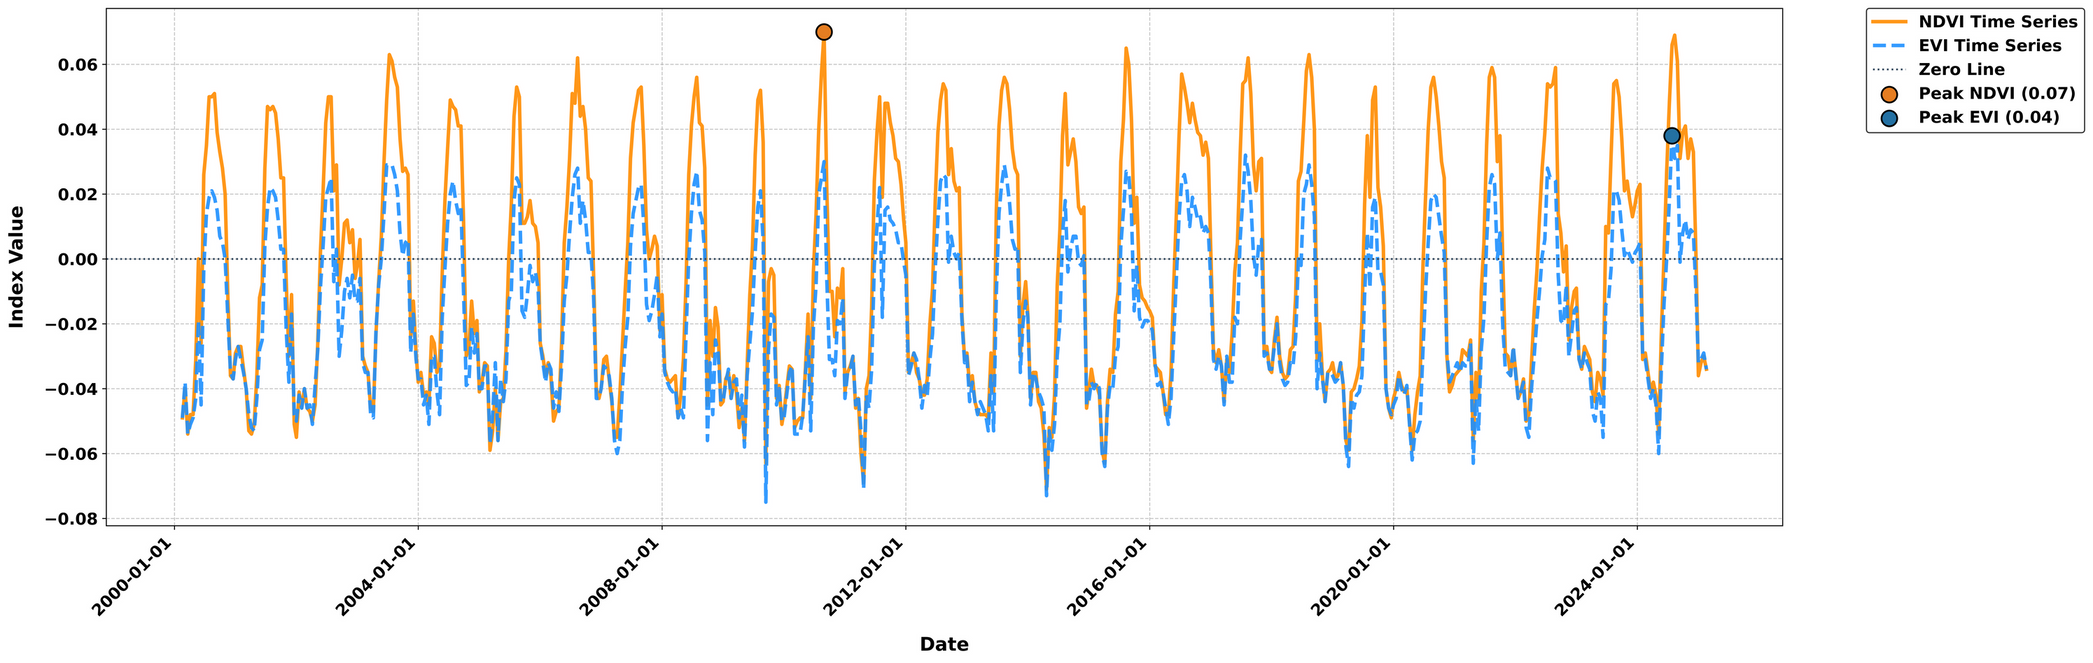 NDVI Time Series
EVI Time Series
Zero Line
Peak NDVI (0.07)
Peak EVI (0.04)
Index Value
0.06
0.04
0.02
0.00
−0.02
−0.04
−0.06
−0.08
2000-01-01
2004-01-01
2008-01-01
2012-01-01
2016-01-01
2020-01-01
2024-01-01
Date